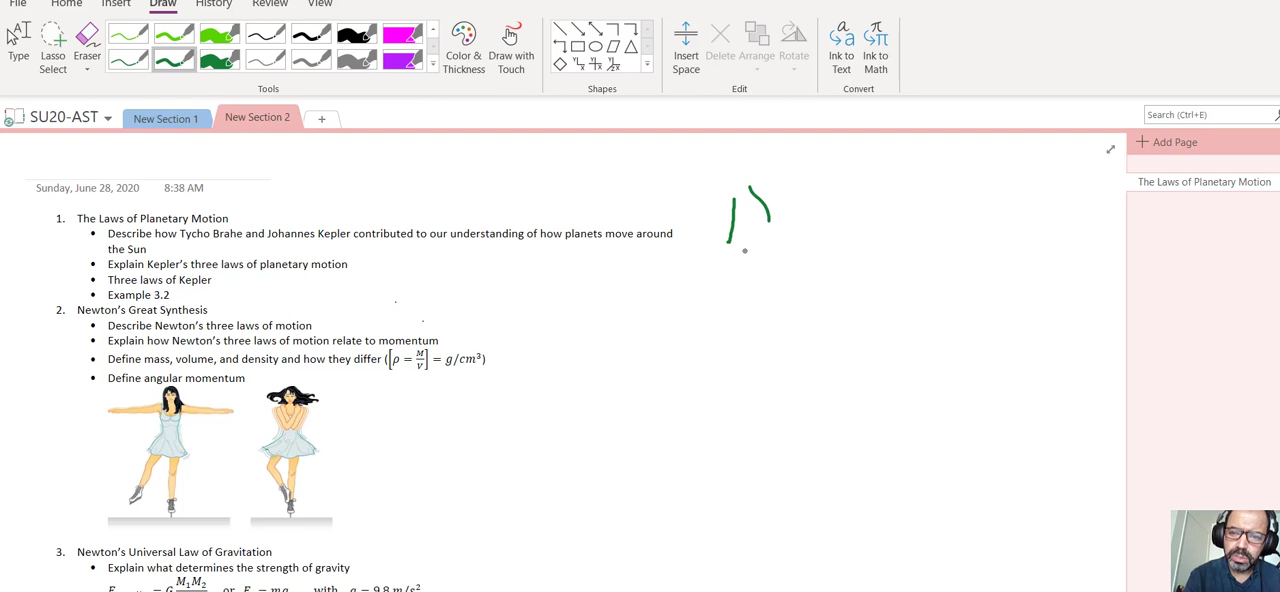 File Home Insert Draw History Review View
Type Lasso Select Eraser Color & Thickness Draw with Touch Insert Space Delete Arrange Rotate Ink to Text Ink to Math
Tools Shapes Edit Convert
SU20-AST New Section 1 New Section 2 + Search (Ctrl+E)
+ Add Page
The Laws of Planetary Motion
Sunday, June 28, 2020 8:38 AM
1. The Laws of Planetary Motion
• Describe how Tycho Brahe and Johannes Kepler contributed to our understanding of how planets move around
the Sun
• Explain Kepler's three laws of planetary motion
• Three laws of Kepler
• Example 3.2
2. Newton's Great Synthesis
• Describe Newton's three laws of motion
• Explain how Newton's three laws of motion relate to momentum
• Define mass, volume, and density and how they differ ([ρ = M/V] = g/cm³)
• Define angular momentum
3. Newton's Universal Law of Gravitation
• Explain what determines the strength of gravity
= G M₁M₂ or F = mg with g = 9.8 m/s²